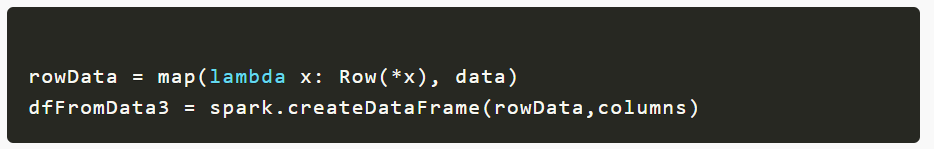 rowData = map(lambda x: Row(*x), data)
dfFromData3 = spark.createDataFrame(rowData,columns)